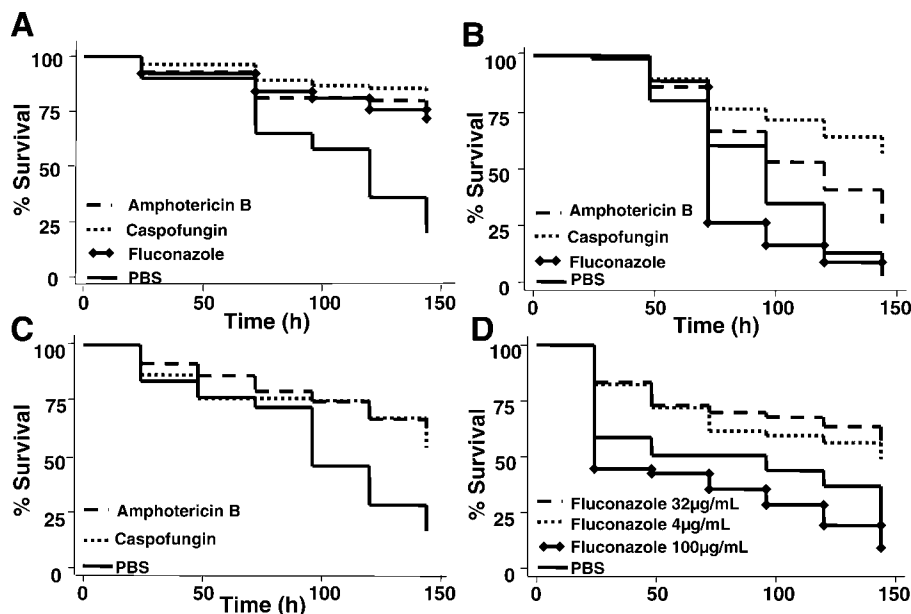 A
100
75
50
25
0
% Survival
Amphotericin B
Caspofungin
Fluconazole
PBS
0 50 100 150
Time (h)
B
100
75
50
25
0
% Survival
Amphotericin B
Caspofungin
Fluconazole
PBS
0 50 100 150
Time (h)
C
100
75
50
25
0
% Survival
Amphotericin B
Caspofungin
PBS
0 50 100 150
Time (h)
D
100
75
50
25
0
% Survival
Fluconazole 32µg/mL
Fluconazole 4µg/mL
Fluconazole 100µg/mL
PBS
0 50 100 150